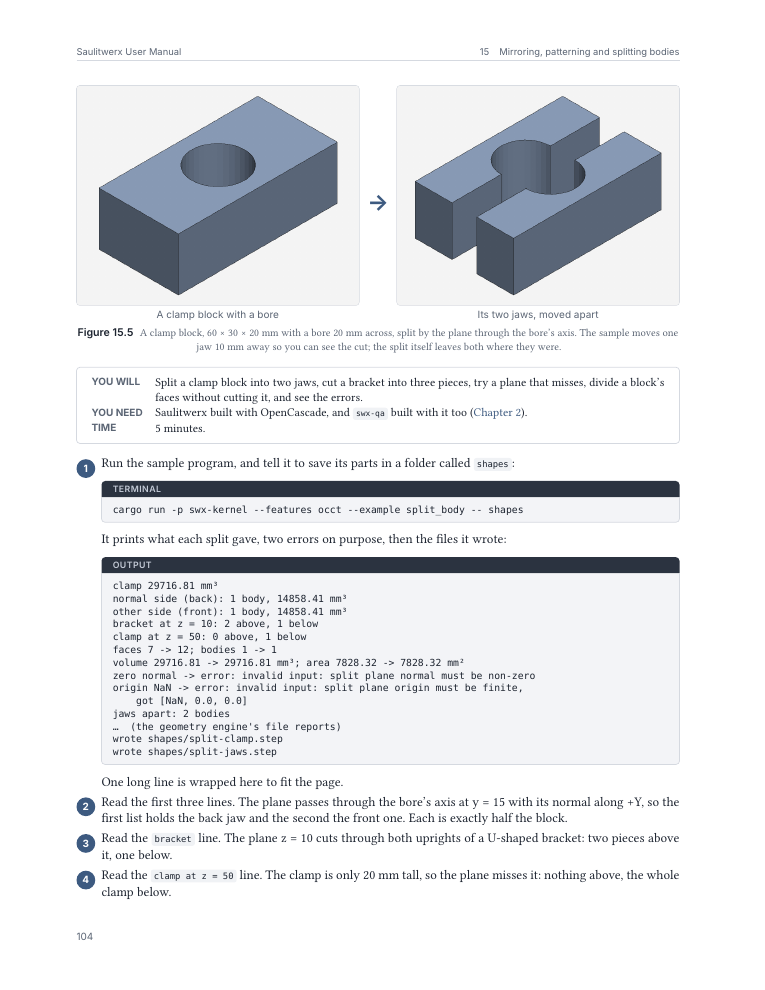 Saulitwerx User Manual
15 Mirroring, patterning and splitting bodies
A clamp block with a bore
Its two jaws, moved apart
Figure 15.5 A clamp block, 60 × 30 × 20 mm with a bore 20 mm across, split by the plane through the bore's axis. The sample moves one
jaw 10 mm away so you can see the cut; the split itself leaves both where they were.
YOU WILL Split a clamp block into two jaws, cut a bracket into three pieces, try a plane that misses, divide a block's
faces without cutting it, and see the errors.
YOU NEED Saulitwerx built with OpenCascade, and swx-qa built with it too (Chapter 2).
TIME 5 minutes.
1 Run the sample program, and tell it to save its parts in a folder called shapes:
TERMINAL
cargo run -p swx-kernel --features occt --example split_body -- shapes
It prints what each split gave, two errors on purpose, then the files it wrote:
OUTPUT
clamp 29716.81 mm³
normal side (back): 1 body, 14858.41 mm³
other side (front): 1 body, 14858.41 mm³
bracket at z = 10: 2 above, 1 below
clamp at z = 50: 0 above, 1 below
faces 7 -> 12; bodies 1 -> 1
volume 29716.81 -> 29716.81 mm³; area 7828.32 -> 7828.32 mm²
zero normal -> error: invalid input: split plane normal must be non-zero
origin NaN -> error: invalid input: split plane origin must be finite,
got [NaN, 0.0, 0.0]
jaws apart: 2 bodies
… (the geometry engine's file reports)
wrote shapes/split-clamp.step
wrote shapes/split-jaws.step
One long line is wrapped here to fit the page.
2 Read the first three lines. The plane passes through the bore's axis at y = 15 with its normal along +Y, so the
first list holds the back jaw and the second the front one. Each is exactly half the block.
3 Read the bracket line. The plane z = 10 cuts through both uprights of a U-shaped bracket: two pieces above
it, one below.
4 Read the clamp at z = 50 line. The clamp is only 20 mm tall, so the plane misses it: nothing above, the whole
clamp below.
104